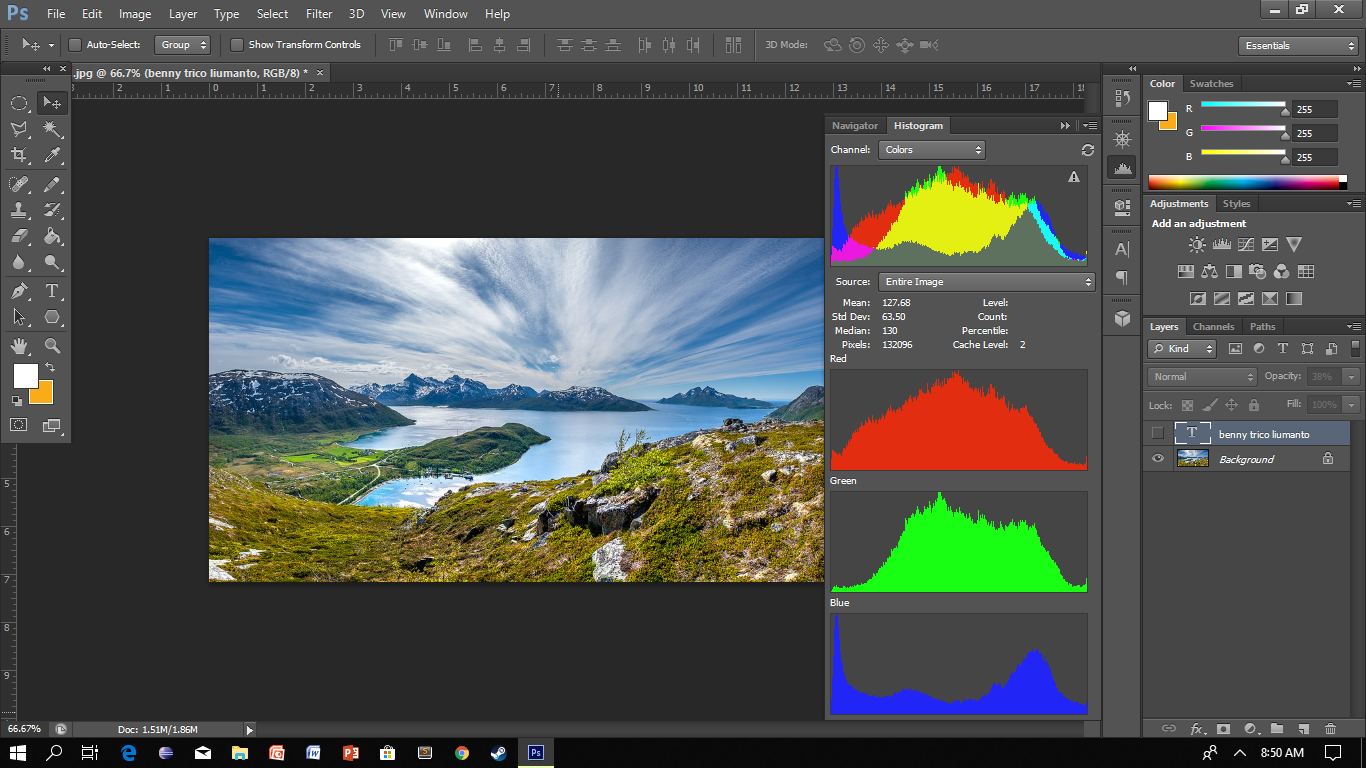 Ps File Edit Image Layer Type Select Filter 3D View Window Help
Auto-Select: Group Show Transform Controls 3D Mode: Essentials
.jpg @ 66.7% (benny trico liumanto, RGB/8) * ×
3 2 1 0 1 2 3 4 5 6 7 8 9 10 11 12 13 14 15 16 17 18
5
6
7
8
9
Navigator Histogram
Channel: Colors
Source: Entire Image
Mean: 127.68 Level:
Std Dev: 63.50 Count:
Median: 130 Percentile:
Pixels: 132096 Cache Level: 2
Red
Green
Blue
Color Swatches
R 255
G 255
B 255
Adjustments Styles
Add an adjustment
Layers Channels Paths
Kind
Normal Opacity: 38%
Lock: Fill: 100%
T benny trico liumanto
Background
fx
66.67% Doc: 1.51M/1.86M
8:50 AM